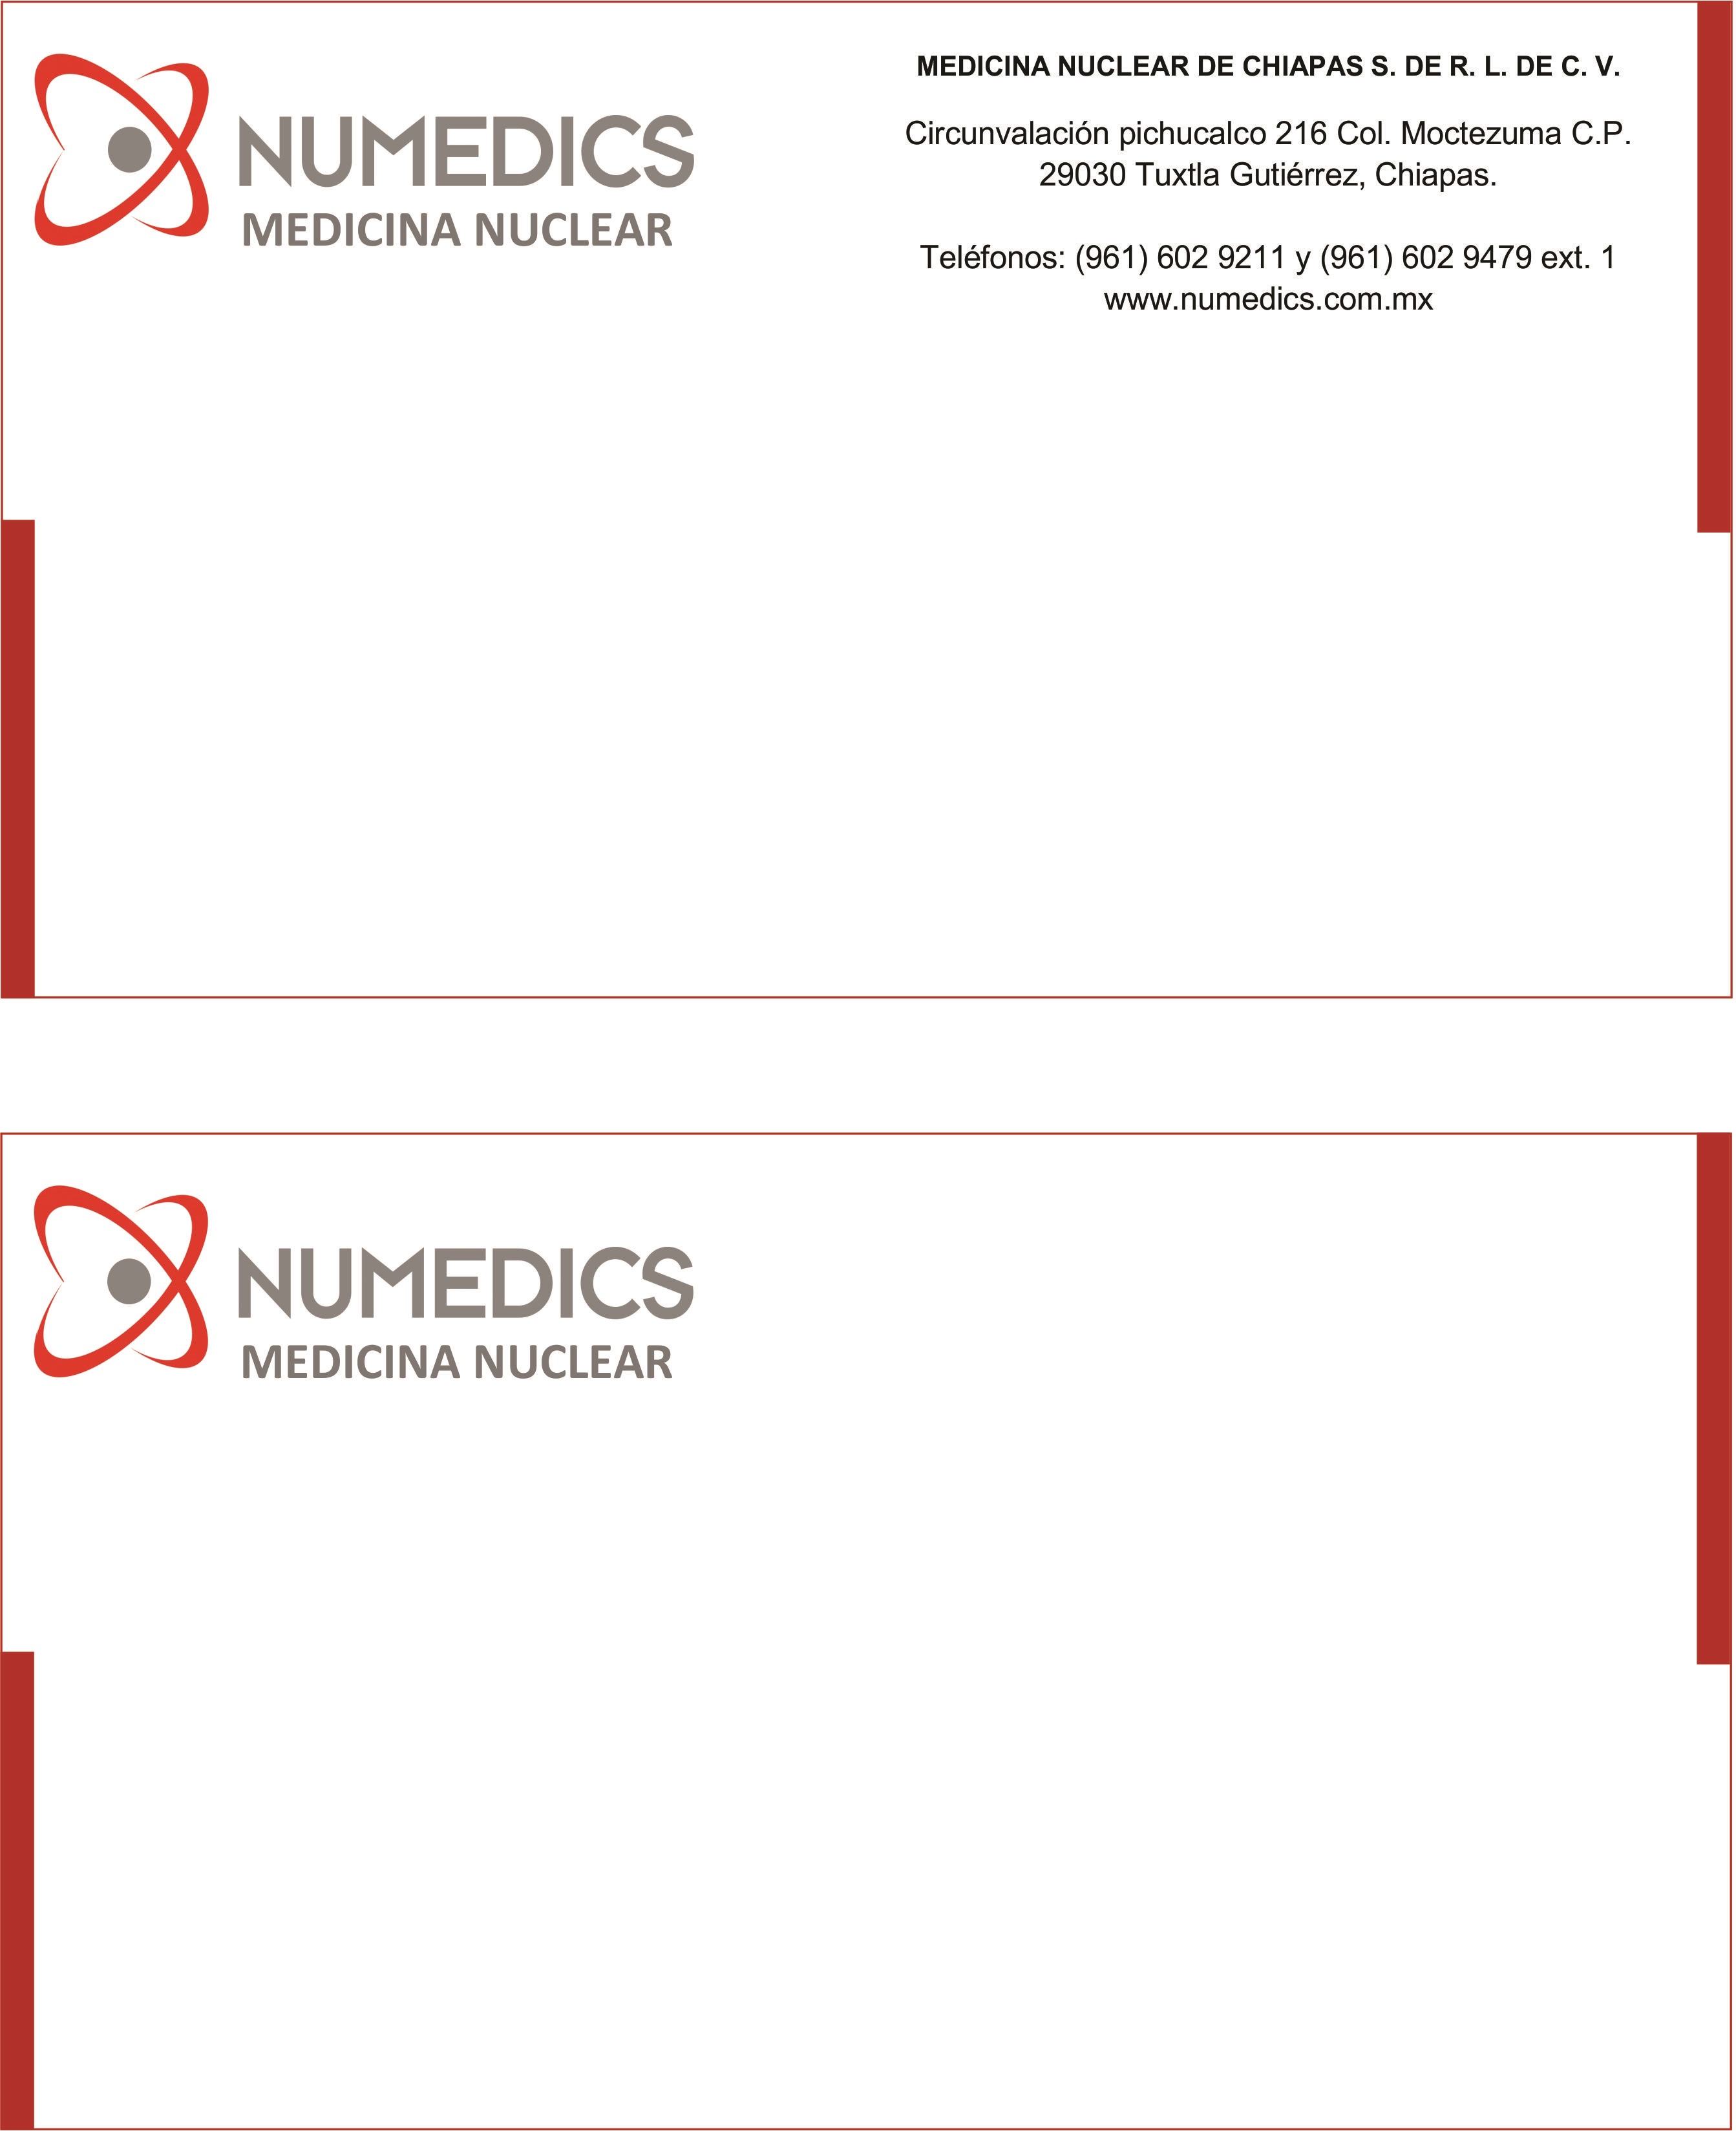 NUMEDICS
MEDICINA NUCLEAR
MEDICINA NUCLEAR DE CHIAPAS S. DE R. L. DE C. V.
Circunvalación pichucalco 216 Col. Moctezuma C.P.
29030 Tuxtla Gutiérrez, Chiapas.
Teléfonos: (961) 602 9211 y (961) 602 9479 ext. 1
www.numedics.com.mx
NUMEDICS
MEDICINA NUCLEAR